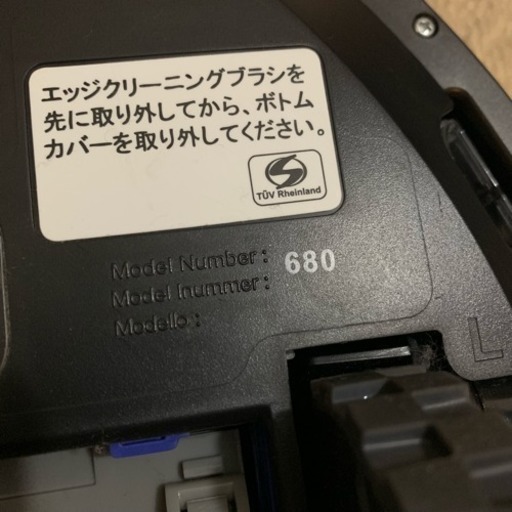 エッジクリーニングブラシを
先に取り外してから、ボトム
カバーを取り外してください。
TÜV Rheinland
Model Number: 680
Model Inummer:
Modello:
L